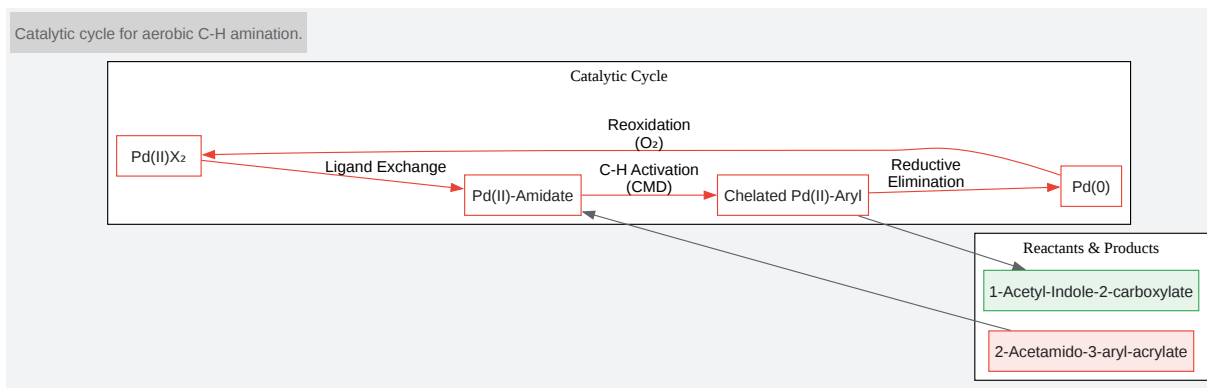 Catalytic cycle for aerobic C-H amination.
Catalytic Cycle
Reoxidation
(O₂)
Pd(II)X₂
Ligand Exchange
C-H Activation
(CMD)
Reductive
Elimination
Pd(II)-Amidate
Chelated Pd(II)-Aryl
Pd(0)
Reactants & Products
1-Acetyl-Indole-2-carboxylate
2-Acetamido-3-aryl-acrylate